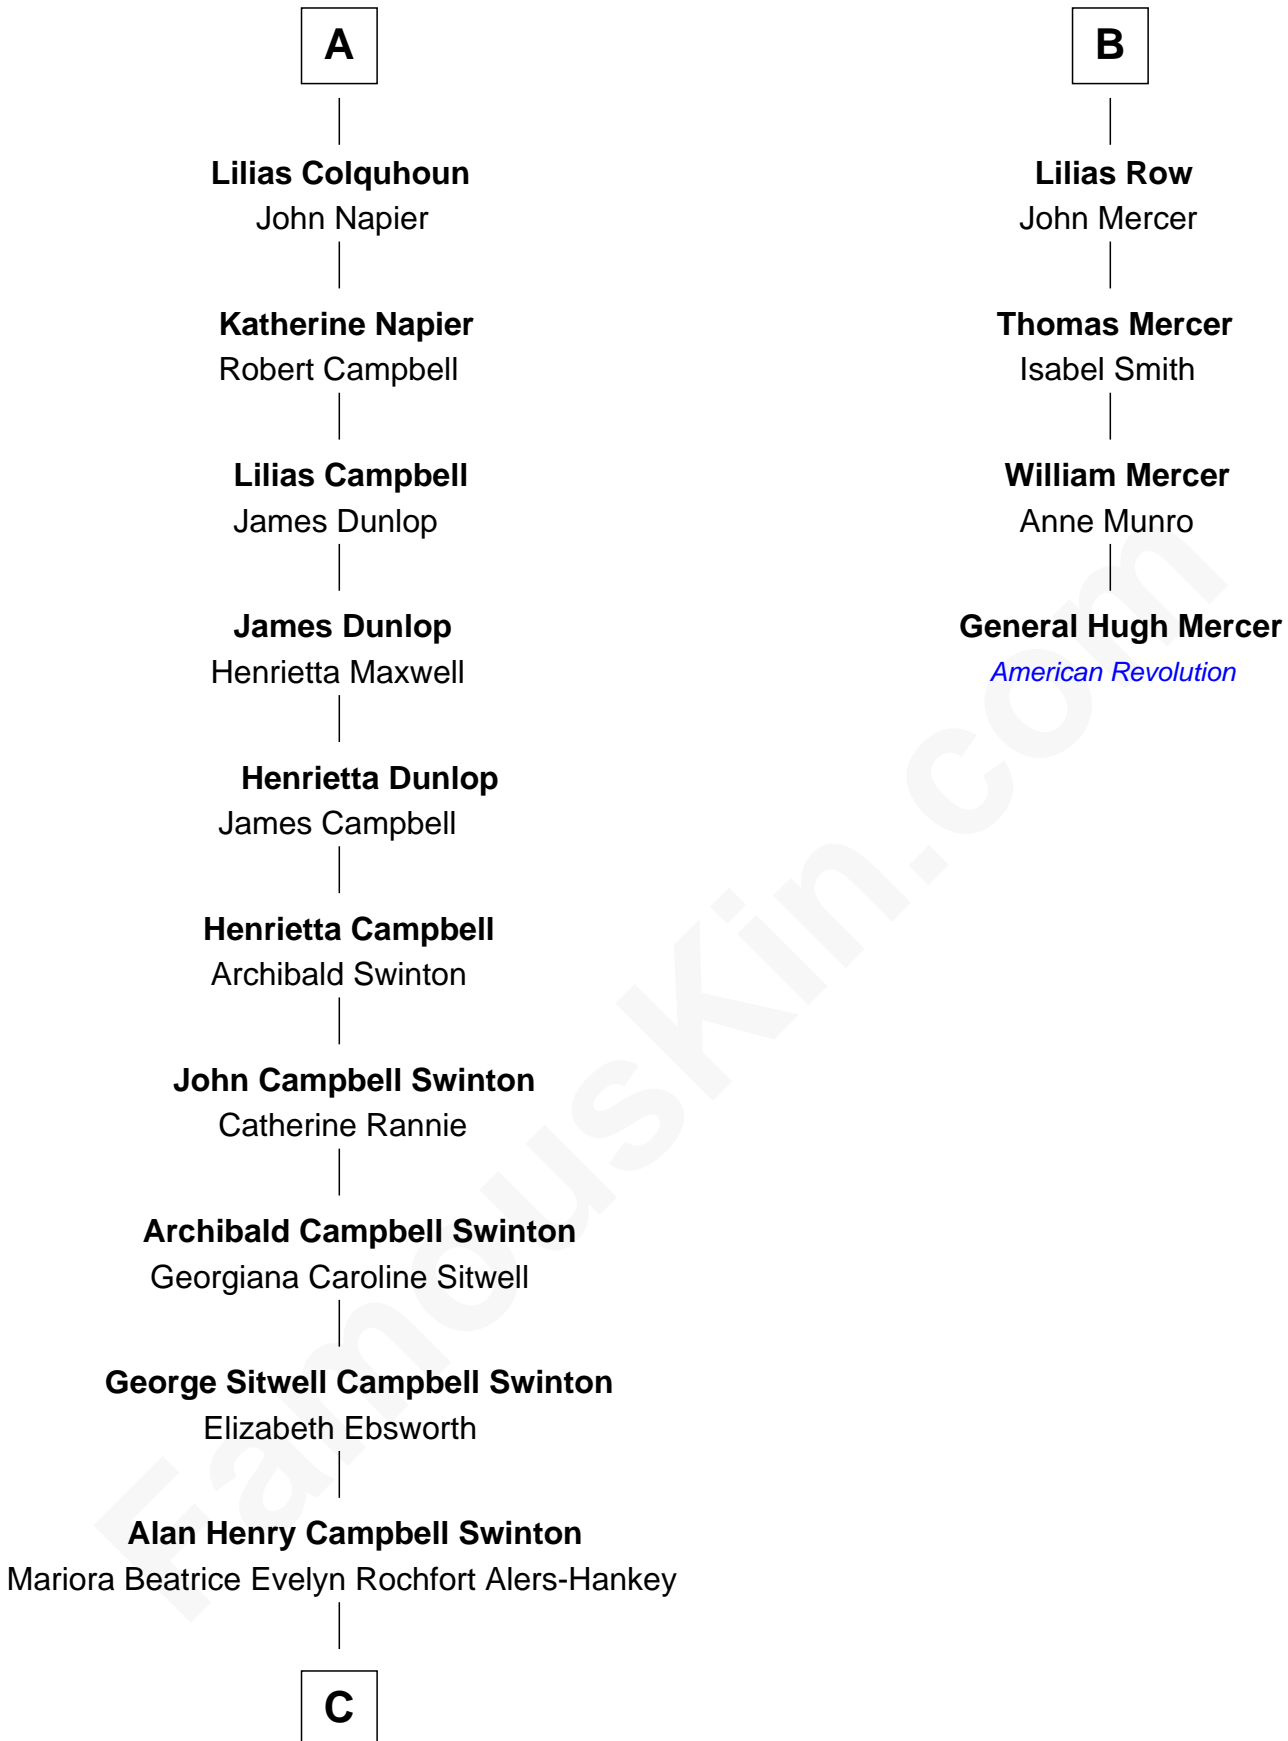 A
Lilias Colquhoun
John Napier
Katherine Napier
Robert Campbell
Lilias Campbell
James Dunlop
James Dunlop
Henrietta Maxwell
Henrietta Dunlop
James Campbell
Henrietta Campbell
Archibald Swinton
John Campbell Swinton
Catherine Rannie
Archibald Campbell Swinton
Georgiana Caroline Sitwell
George Sitwell Campbell Swinton
Elizabeth Ebsworth
Alan Henry Campbell Swinton
Mariora Beatrice Evelyn Rochfort Alers-Hankey
C
B
Lilias Row
John Mercer
Thomas Mercer
Isabel Smith
William Mercer
Anne Munro
General Hugh Mercer
American Revolution
FamousKin.com